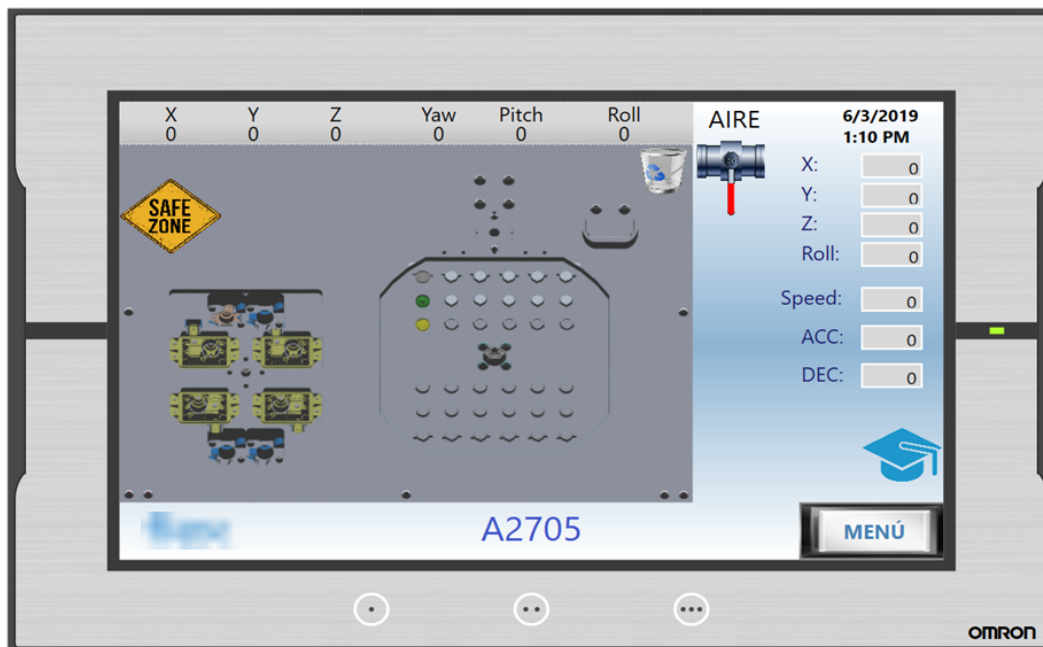 X Y Z Yaw Pitch Roll
0 0 0 0 0 0
AIRE
6/3/2019
1:10 PM
SAFE
ZONE
X: 0
Y: 0
Z: 0
Roll: 0
Speed: 0
ACC: 0
DEC: 0
A2705
MENÚ
OMRON